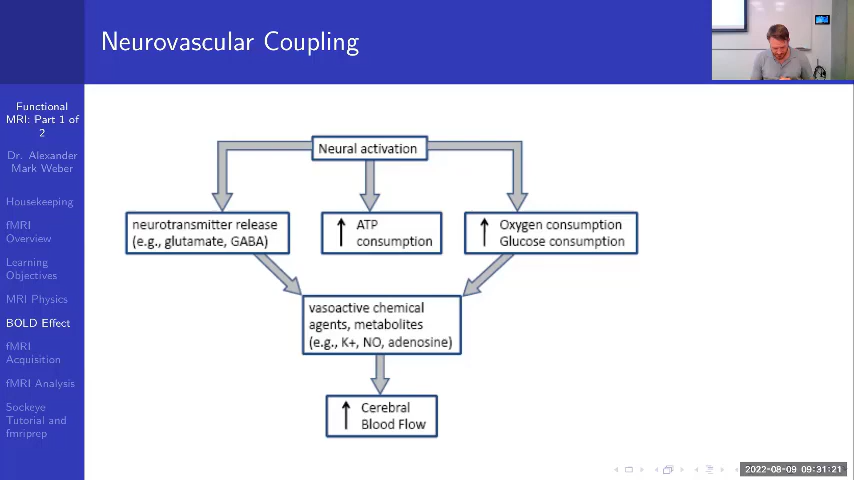 Neurovascular Coupling
Functional
MRI: Part 1 of
2
Dr. Alexander
Mark Weber
Housekeeping
fMRI
Overview
Learning
Objectives
MRI Physics
BOLD Effect
fMRI
Acquisition
fMRI Analysis
Sockeye
Tutorial and
fmriprep
Neural activation
neurotransmitter release
(e.g., glutamate, GABA)
ATP
consumption
Oxygen consumption
Glucose consumption
vasoactive chemical
agents, metabolites
(e.g., K+, NO, adenosine)
Cerebral
Blood Flow
2022-08-09 09:31:21